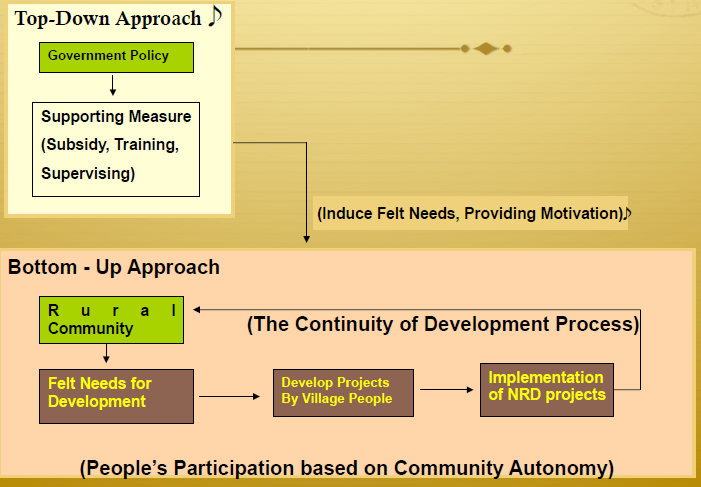 Top-Down Approach ♪
Government Policy
Supporting Measure
(Subsidy, Training,
Supervising)
(Induce Felt Needs, Providing Motivation)♪
Bottom - Up Approach
R u r a l
Community
(The Continuity of Development Process)
Felt Needs for
Development
Develop Projects
By Village People
Implementation
of NRD projects
(People's Participation based on Community Autonomy)